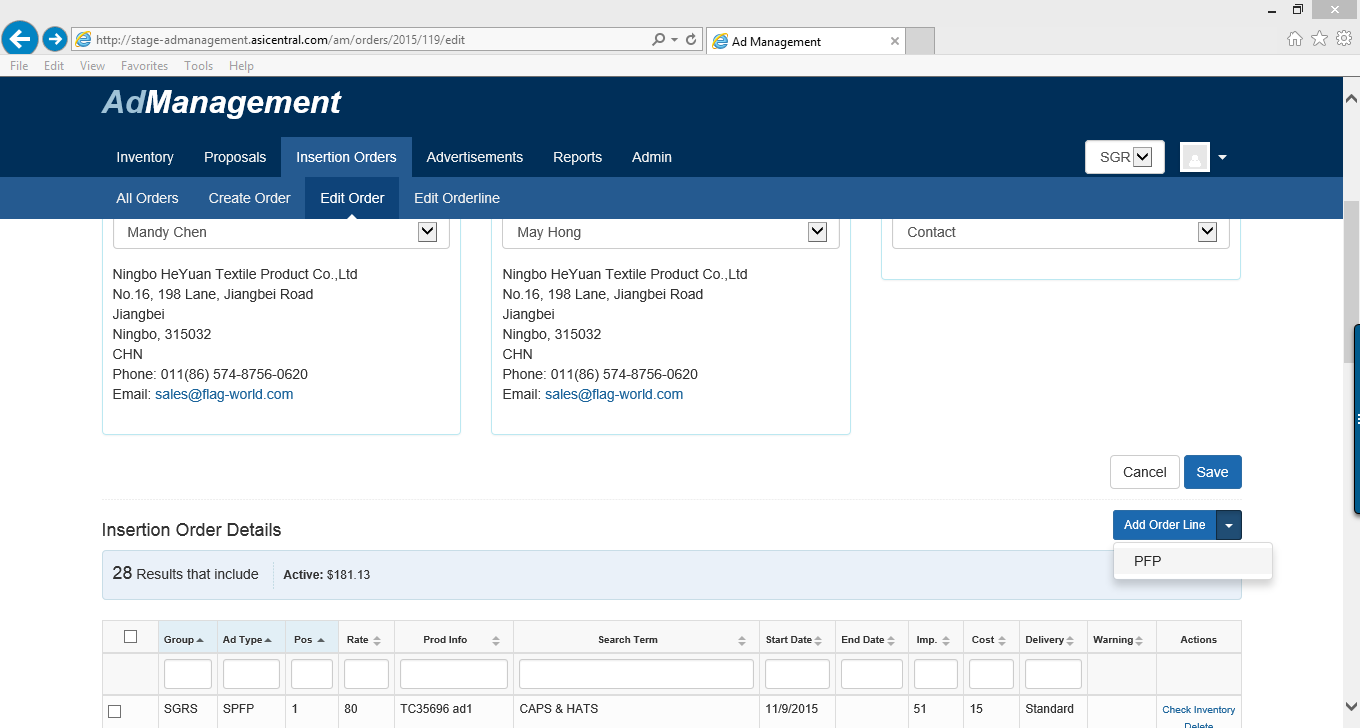 http://stage-admanagement.asicentral.com/am/orders/2015/119/edit
Ad Management
File Edit View Favorites Tools Help
AdManagement
Inventory Proposals Insertion Orders Advertisements Reports Admin
SGR
All Orders Create Order Edit Order Edit Orderline
Mandy Chen
Ningbo HeYuan Textile Product Co.,Ltd
No.16, 198 Lane, Jiangbei Road
Jiangbei
Ningbo, 315032
CHN
Phone: 011(86) 574-8756-0620
Email: sales@flag-world.com
May Hong
Ningbo HeYuan Textile Product Co.,Ltd
No.16, 198 Lane, Jiangbei Road
Jiangbei
Ningbo, 315032
CHN
Phone: 011(86) 574-8756-0620
Email: sales@flag-world.com
Contact
Cancel Save
Insertion Order Details
Add Order Line
PFP
28 Results that include Active: $181.13
Group Ad Type Pos Rate Prod Info Search Term Start Date End Date Imp. Cost Delivery Warning Actions
SGRS SPFP 1 80 TC35696 ad1 CAPS & HATS 11/9/2015 51 15 Standard Check Inventory
Delete